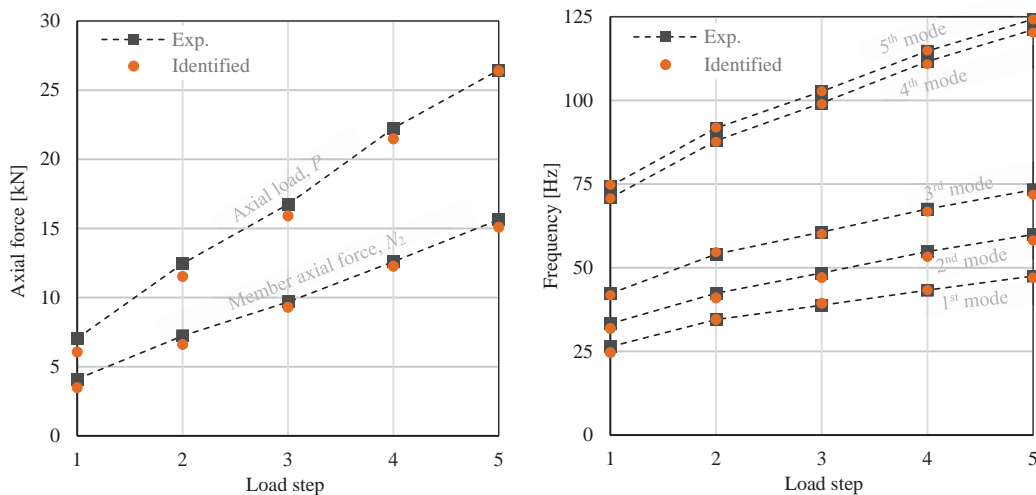 30
25
20
15
10
5
0
Axial force [kN]
Exp.
Identified
Axial load, P
Member axial force, N2
1 2 3 4 5
Load step
125
100
75
50
25
0
Frequency [Hz]
Exp.
Identified
5th mode
4th mode
3rd mode
2nd mode
1st mode
1 2 3 4 5
Load step